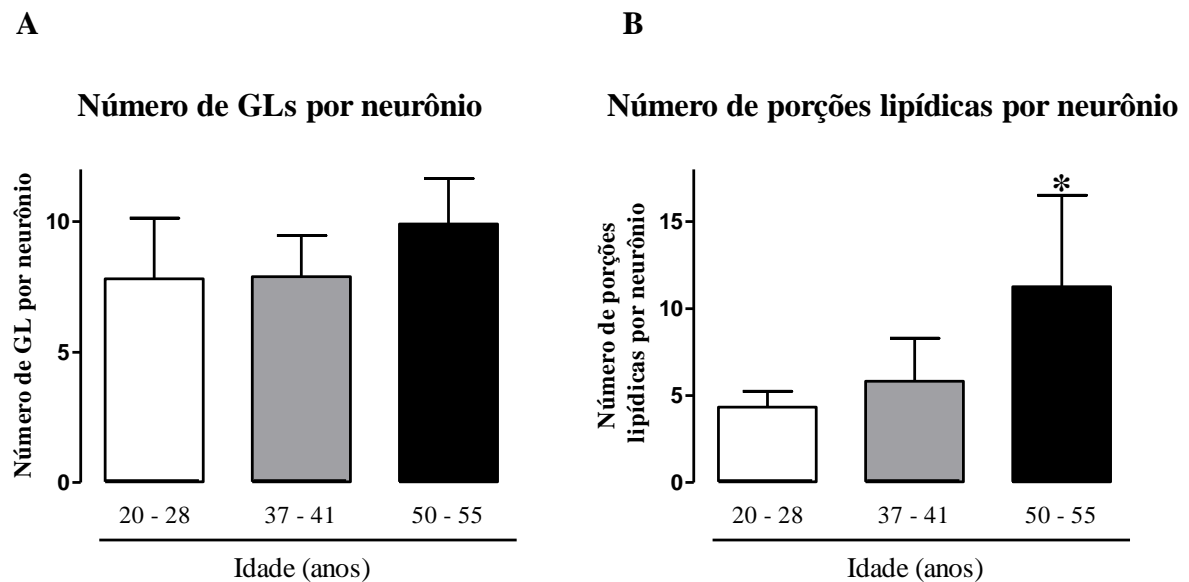 A
B
Número de GLs por neurônio
Número de porções lipídicas por neurônio
Número de GL por neurônio
10
5
0
20 - 28
37 - 41
50 - 55
Idade (anos)
Número de porções
lipídicas por neurônio
15
10
5
0
*
20 - 28
37 - 41
50 - 55
Idade (anos)